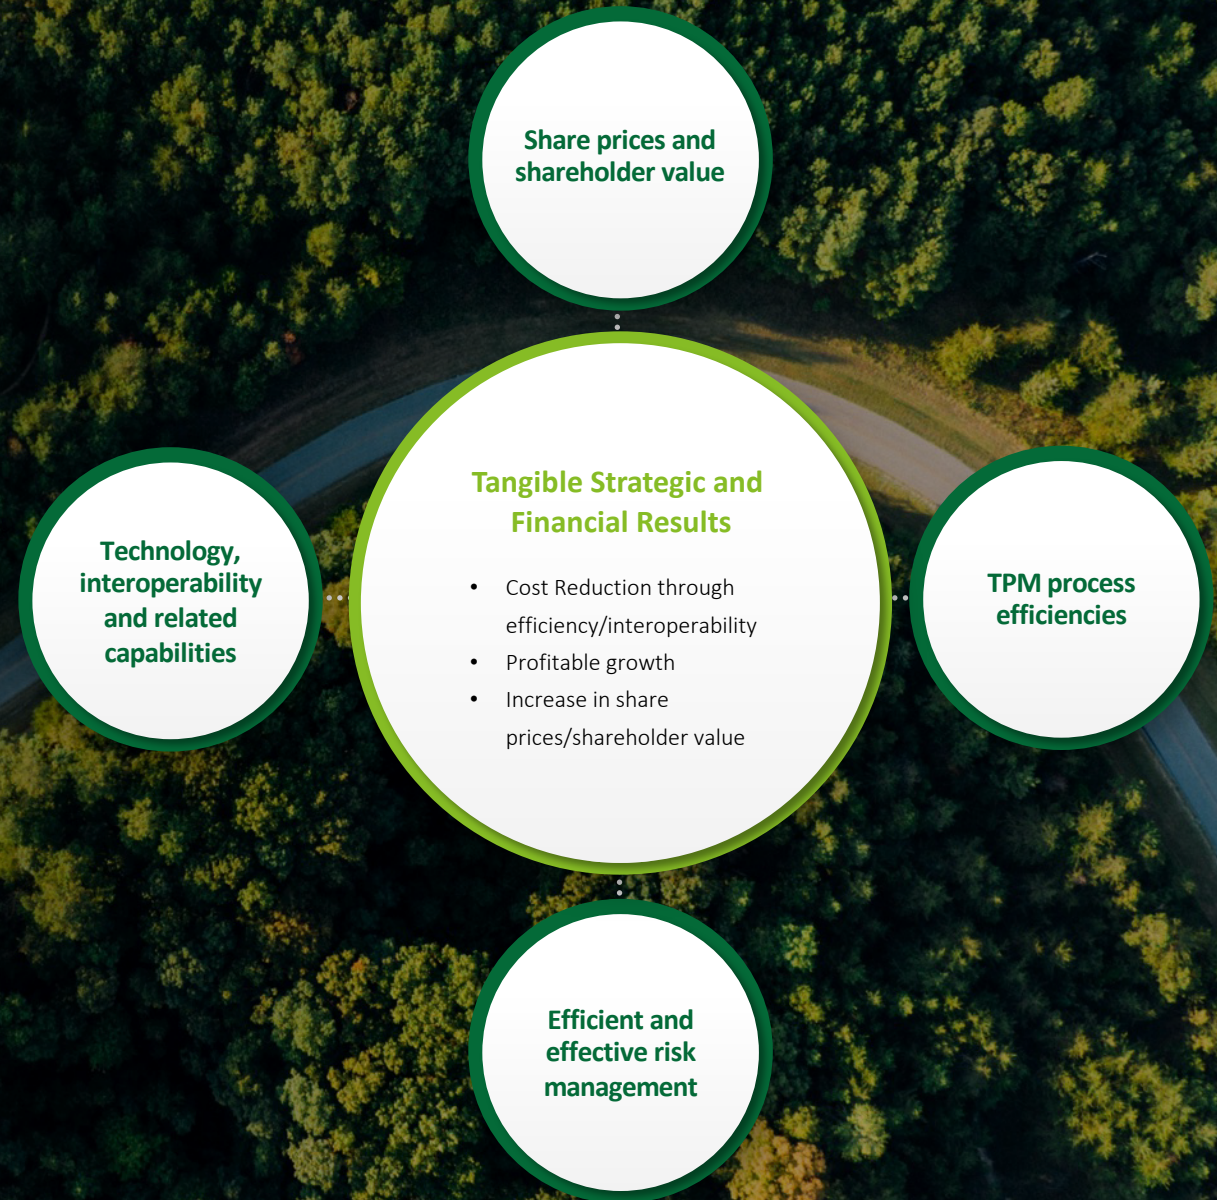 Share prices and
shareholder value
Tangible Strategic and
Financial Results
• Cost Reduction through
efficiency/interoperability
• Profitable growth
• Increase in share
prices/shareholder value
Technology,
interoperability
and related
capabilities
TPM process
efficiencies
Efficient and
effective risk
management